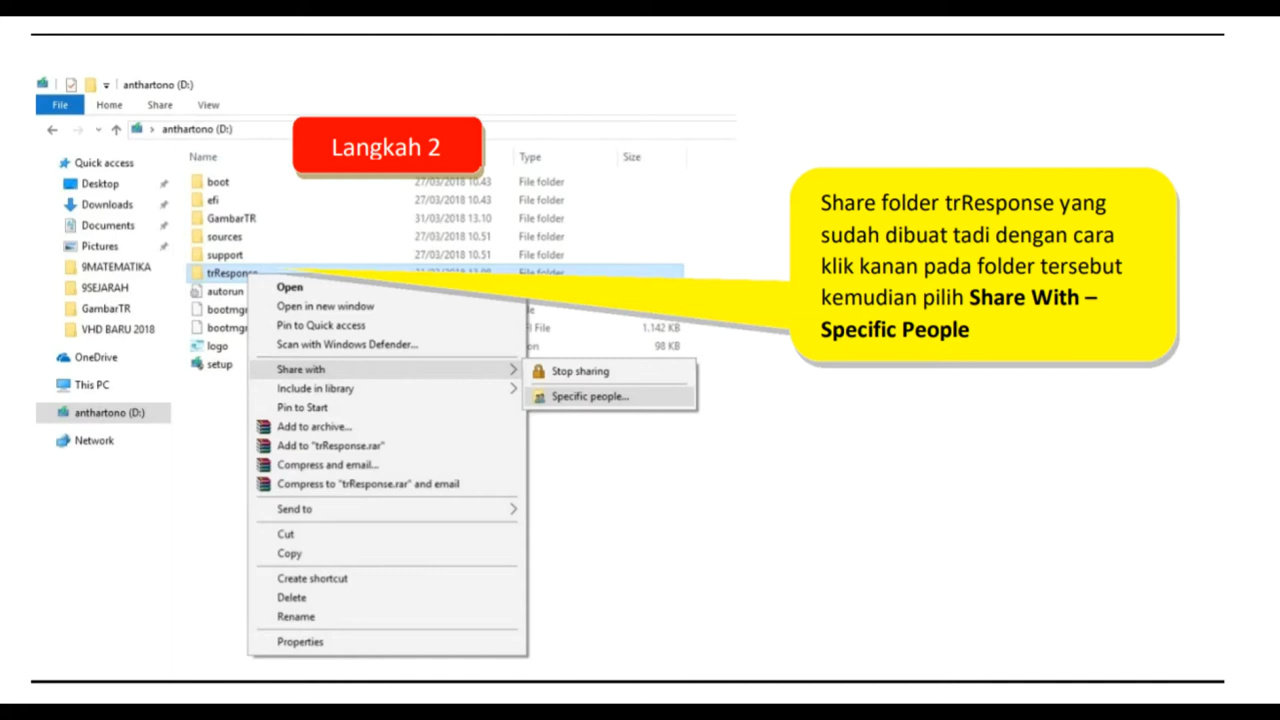 anthartono (D:)
File Home Share View
anthartono (D:)
Langkah 2
Name Type Size
Quick access
Desktop
Downloads
Documents
Pictures
9MATEMATIKA
9SEJARAH
GambarTR
VHD BARU 2018
OneDrive
This PC
anthartono (D:)
Network
boot 27/03/2018 10.43 File folder
efi 27/03/2018 10.43 File folder
GambarTR 31/03/2018 13.10 File folder
sources 27/03/2018 10.51 File folder
support 27/03/2018 10.51 File folder
trResponse
autorun
bootmgr File 1.142 KB
logo 98 KB
setup
Open
Open in new window
Pin to Quick access
Scan with Windows Defender...
Share with
Include in library
Pin to Start
Add to archive...
Add to "trResponse.rar"
Compress and email...
Compress to "trResponse.rar" and email
Send to
Cut
Copy
Create shortcut
Delete
Rename
Properties
Stop sharing
Specific people...
Share folder trResponse yang
sudah dibuat tadi dengan cara
klik kanan pada folder tersebut
kemudian pilih Share With –
Specific People